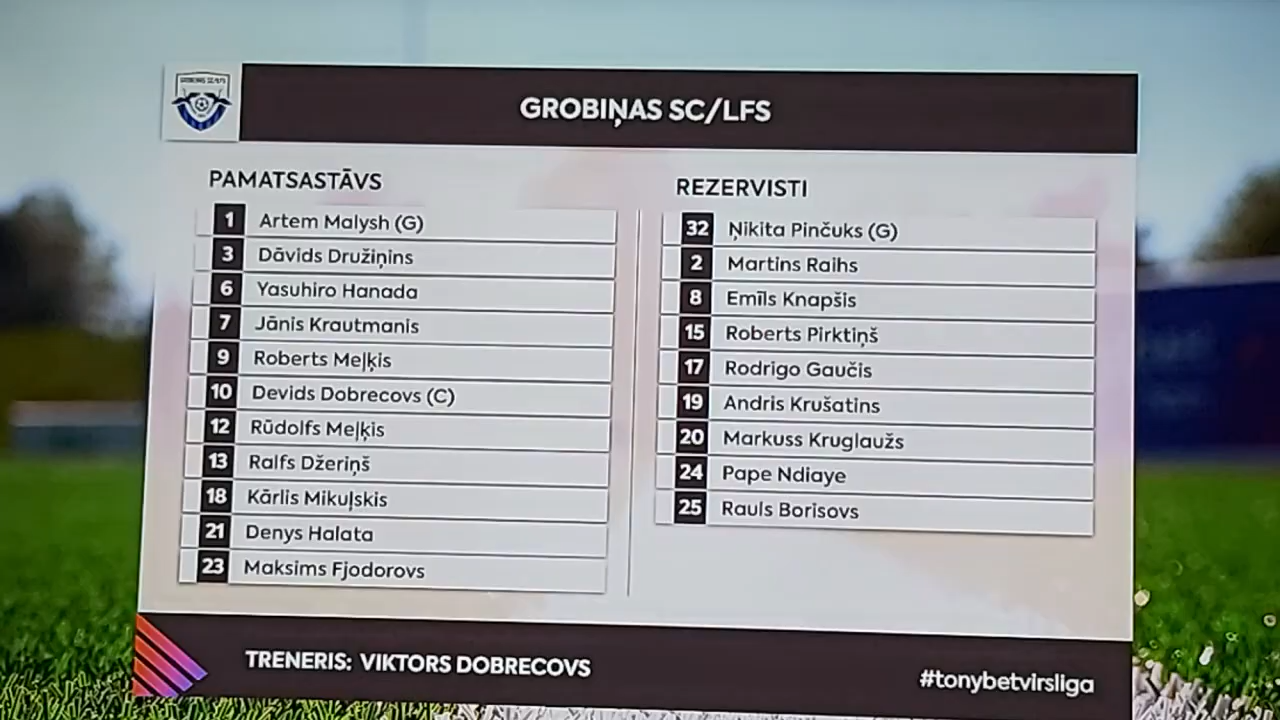 GROBIŅAS SC/LFS
PAMATSASTĀVS
1 Artem Malysh (G)
3 Dāvids Družiņins
6 Yasuhiro Hanada
7 Jānis Krautmanis
9 Roberts Meļķis
10 Devids Dobrecovs (C)
12 Rūdolfs Meļķis
13 Ralfs Džeriņš
18 Kārlis Mikuļskis
21 Denys Halata
23 Maksims Fjodorovs
REZERVISTI
32 Ņikita Pinčuks (G)
2 Martins Raihs
8 Emīls Knapšis
15 Roberts Pirktiņš
17 Rodrigo Gaučis
19 Andris Krušatins
20 Markuss Kruglaužs
24 Pape Ndiaye
25 Rauls Borisovs
TRENERIS: VIKTORS DOBRECOVS
#tonybetvirsliga